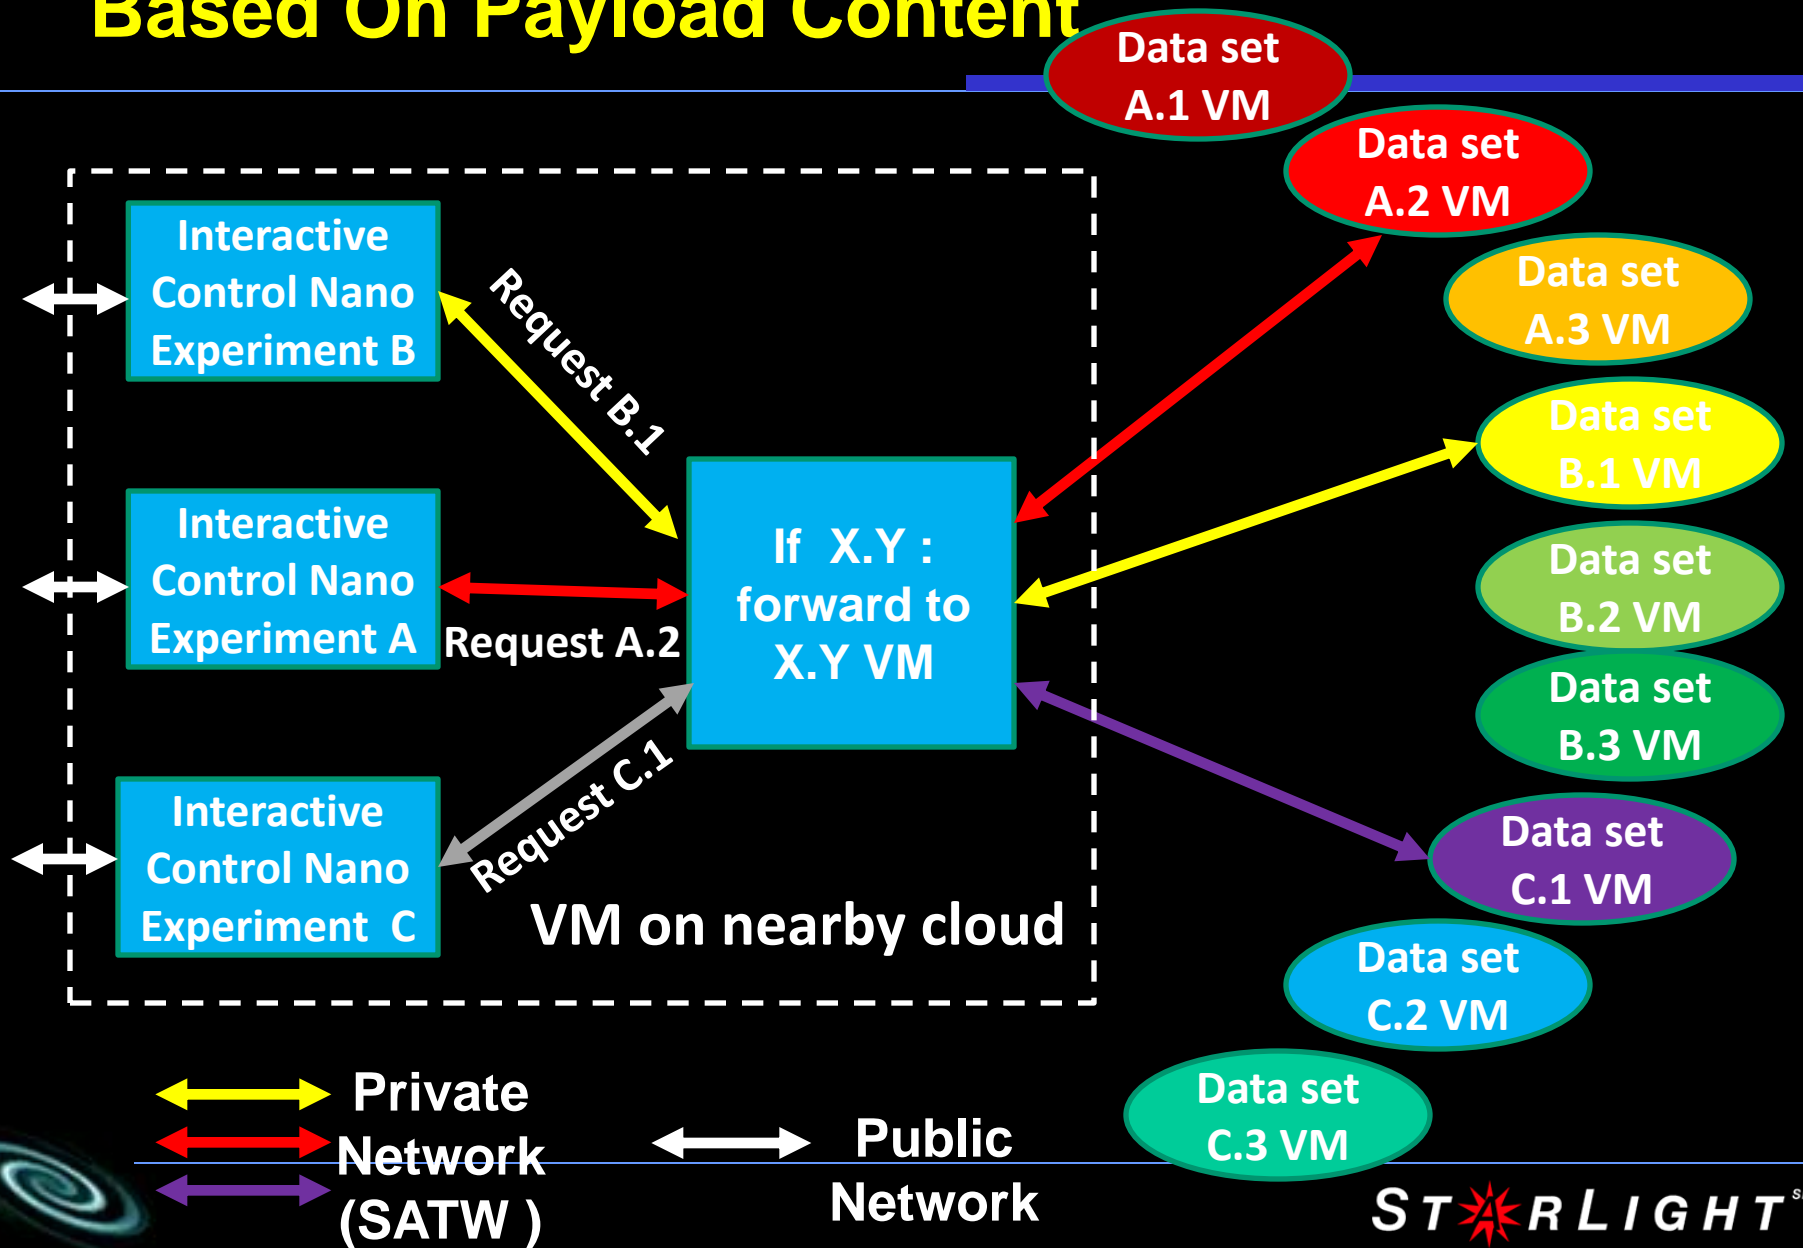 Based On Payload Content
Data set
A.1 VM
Data set
A.2 VM
Data set
A.3 VM
Data set
B.1 VM
Data set
B.2 VM
Data set
B.3 VM
Data set
C.1 VM
Data set
C.2 VM
Data set
C.3 VM
Interactive
Control Nano
Experiment B
Request B.1
Interactive
Control Nano
Experiment A
Request A.2
If X.Y :
forward to
X.Y VM
Interactive
Control Nano
Experiment C
Request C.1
VM on nearby cloud
Private
Network
(SATW )
Public
Network
STARLIGHT